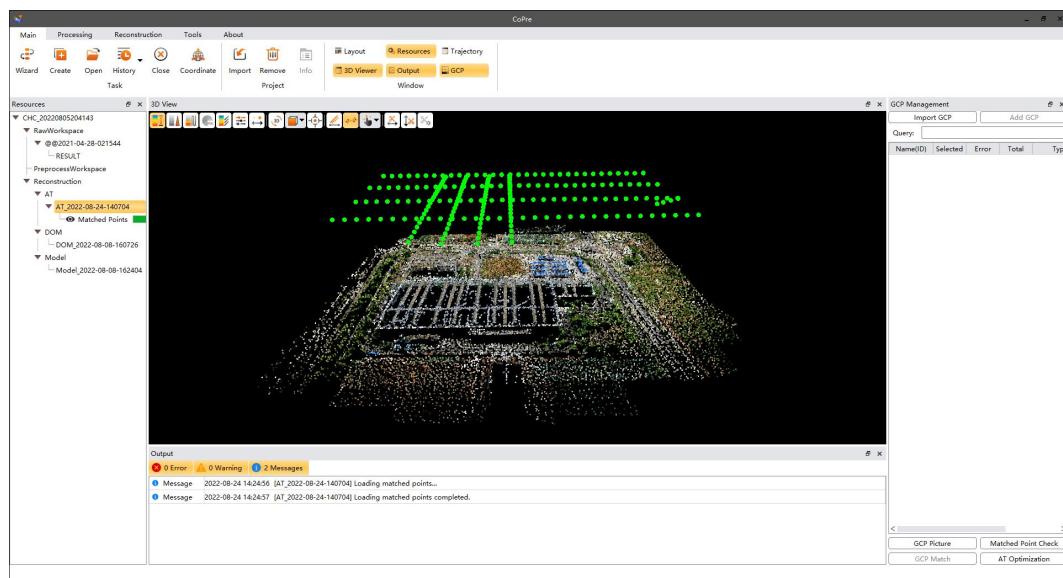 CoPre
Main Processing Reconstruction Tools About
Layout Resources Trajectory
Wizard Create Open History Close Coordinate Import Remove Info
3D Viewer Output GCP
Task Project Window
Resources
3D View
GCP Management
CHC_20220805204143
RawWorkspace
@@2021-04-28-021544
RESULT
PreprocessWorkspace
Reconstruction
AT
AT_2022-08-24-140704
Matched Points
DOM
DOM_2022-08-08-160726
Model
Model_2022-08-08-162404
Import GCP Add GCP
Query:
Name(ID) Selected Error Total Typ
Output
0 Error 0 Warning 2 Messages
Message 2022-08-24 14:24:56 [AT_2022-08-24-140704] Loading matched points...
Message 2022-08-24 14:24:57 [AT_2022-08-24-140704] Loading matched points completed.
GCP Picture Matched Point Check
GCP Match AT Optimization